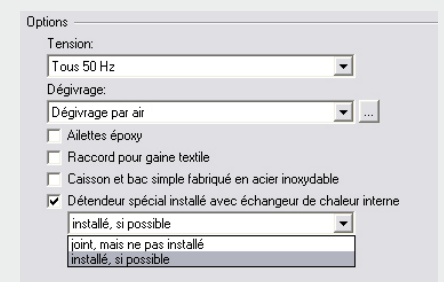 Options
Tension:
Tous 50 Hz
Dégivrage:
Dégivrage par air
...
Ailettes époxy
Raccord pour gaine textile
Caisson et bac simple fabriqué en acier inoxydable
Détendeur spécial installé avec échangeur de chaleur interne
installé, si possible
joint, mais ne pas installé
installé, si possible